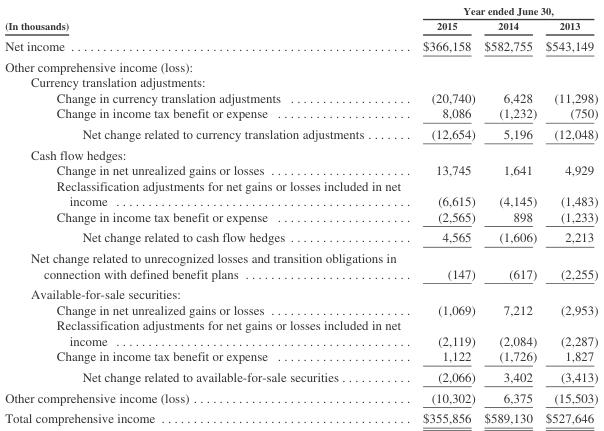 Year ended June 30,
(In thousands) 2015 2014 2013
Net income $366,158 $582,755 $543,149
Other comprehensive income (loss):
Currency translation adjustments:
Change in currency translation adjustments (20,740) 6,428 (11,298)
Change in income tax benefit or expense 8,086 (1,232) (750)
Net change related to currency translation adjustments (12,654) 5,196 (12,048)
Cash flow hedges:
Change in net unrealized gains or losses 13,745 1,641 4,929
Reclassification adjustments for net gains or losses included in net
income (6,615) (4,145) (1,483)
Change in income tax benefit or expense (2,565) 898 (1,233)
Net change related to cash flow hedges 4,565 (1,606) 2,213
Net change related to unrecognized losses and transition obligations in
connection with defined benefit plans (147) (617) (2,255)
Available-for-sale securities:
Change in net unrealized gains or losses (1,069) 7,212 (2,953)
Reclassification adjustments for net gains or losses included in net
income (2,119) (2,084) (2,287)
Change in income tax benefit or expense 1,122 (1,726) 1,827
Net change related to available-for-sale securities (2,066) 3,402 (3,413)
Other comprehensive income (loss) (10,302) 6,375 (15,503)
Total comprehensive income $355,856 $589,130 $527,646